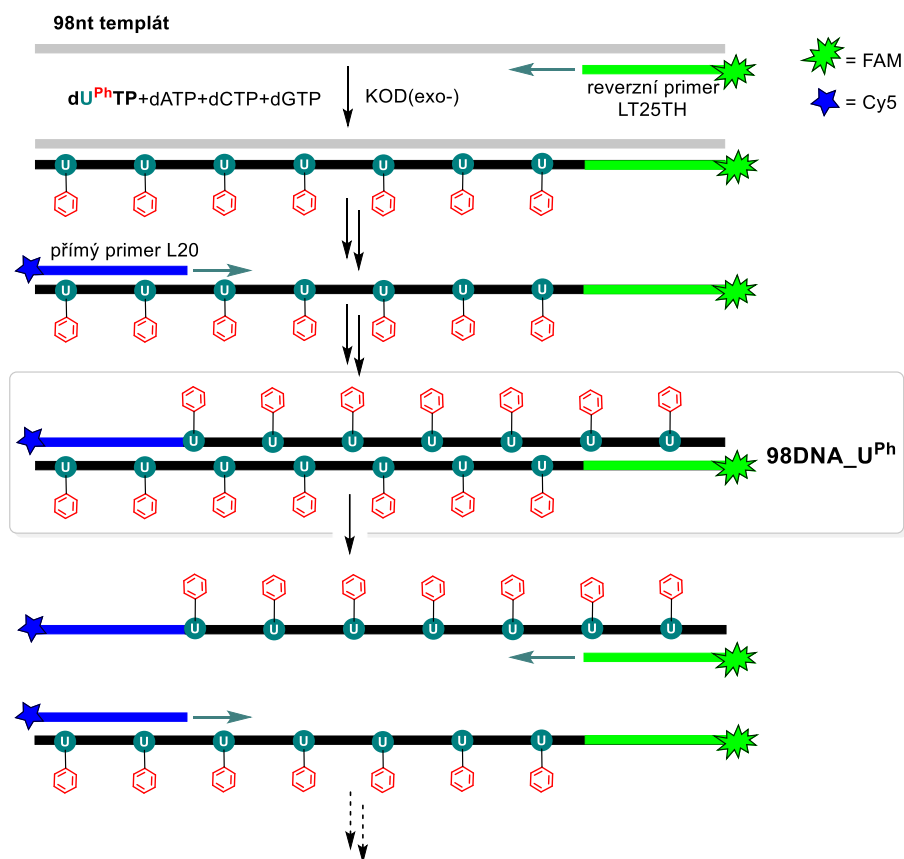 98nt templát
= FAM
reverzní primer
LT25TH
dU^PhTP+dATP+dCTP+dGTP
KOD(exo-)
= Cy5
U U U U U U U
přímý primer L20
U U U U U U U
U U U U U U U
98DNA_U^Ph
U U U U U U U
U U U U U U U
U U U U U U U